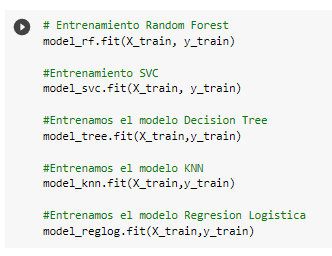 # Entrenamiento Random Forest
model_rf.fit(X_train, y_train)
#Entrenamiento SVC
model_svc.fit(X_train, y_train)
#Entrenamos el modelo Decision Tree
model_tree.fit(X_train,y_train)
#Entrenamos el modelo KNN
model_knn.fit(X_train,y_train)
#Entrenamos el modelo Regresion Logistica
model_reglog.fit(X_train,y_train)